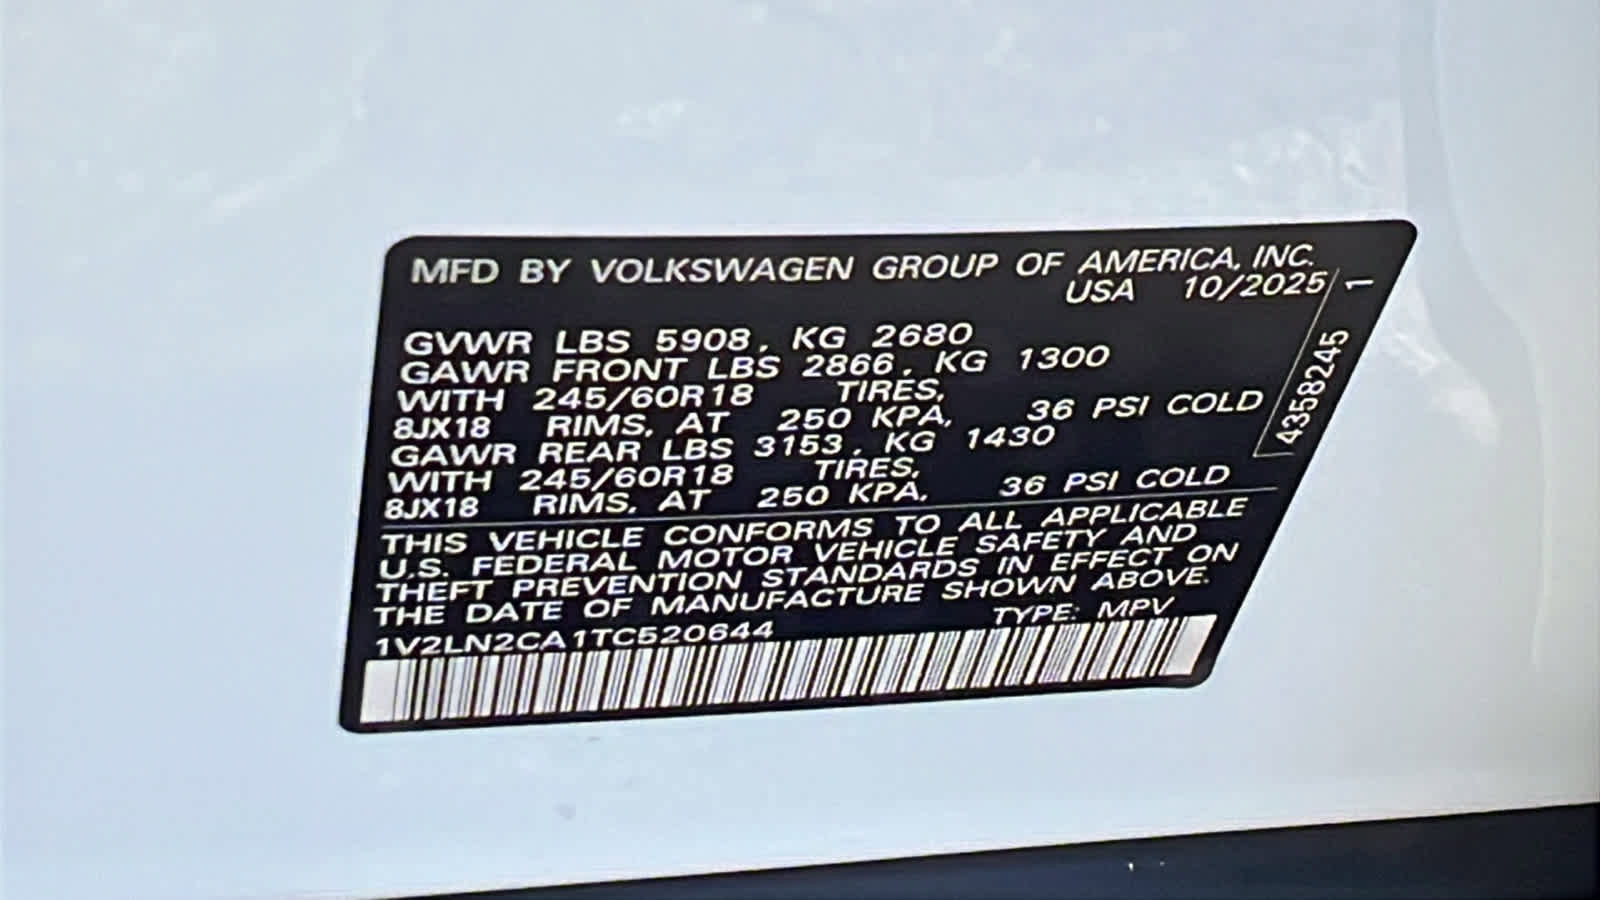 MFD BY VOLKSWAGEN GROUP OF AMERICA, INC.
USA 10/2025
GVWR LBS 5908, KG 2680
GAWR FRONT LBS 2866, KG 1300
WITH 245/60R18 TIRES,
8JX18 RIMS, AT 250 KPA, 36 PSI COLD
GAWR REAR LBS 3153, KG 1430
WITH 245/60R18 TIRES,
8JX18 RIMS, AT 250 KPA, 36 PSI COLD
THIS VEHICLE CONFORMS TO ALL APPLICABLE
U.S. FEDERAL MOTOR VEHICLE SAFETY AND
THEFT PREVENTION STANDARDS IN EFFECT ON
THE DATE OF MANUFACTURE SHOWN ABOVE.
1V2LN2CA1TC520644 TYPE: MPV
4358245 1